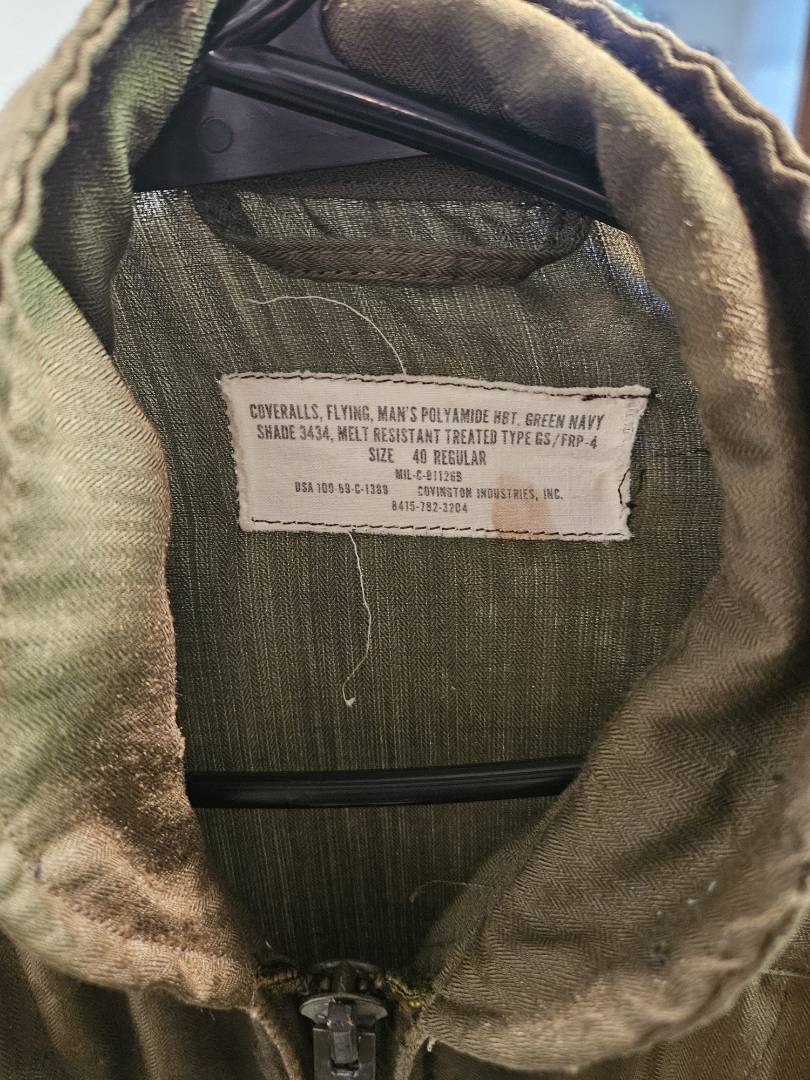 COVERALLS, FLYING, MAN'S POLYAMIDE HBT, GREEN NAVY
SHADE 3434, MELT RESISTANT TREATED TYPE GS/FRP-4
SIZE 40 REGULAR
MIL-C-81126B
DSA 100-69-C-1389 COVINGTON INDUSTRIES, INC.
8415-782-3204